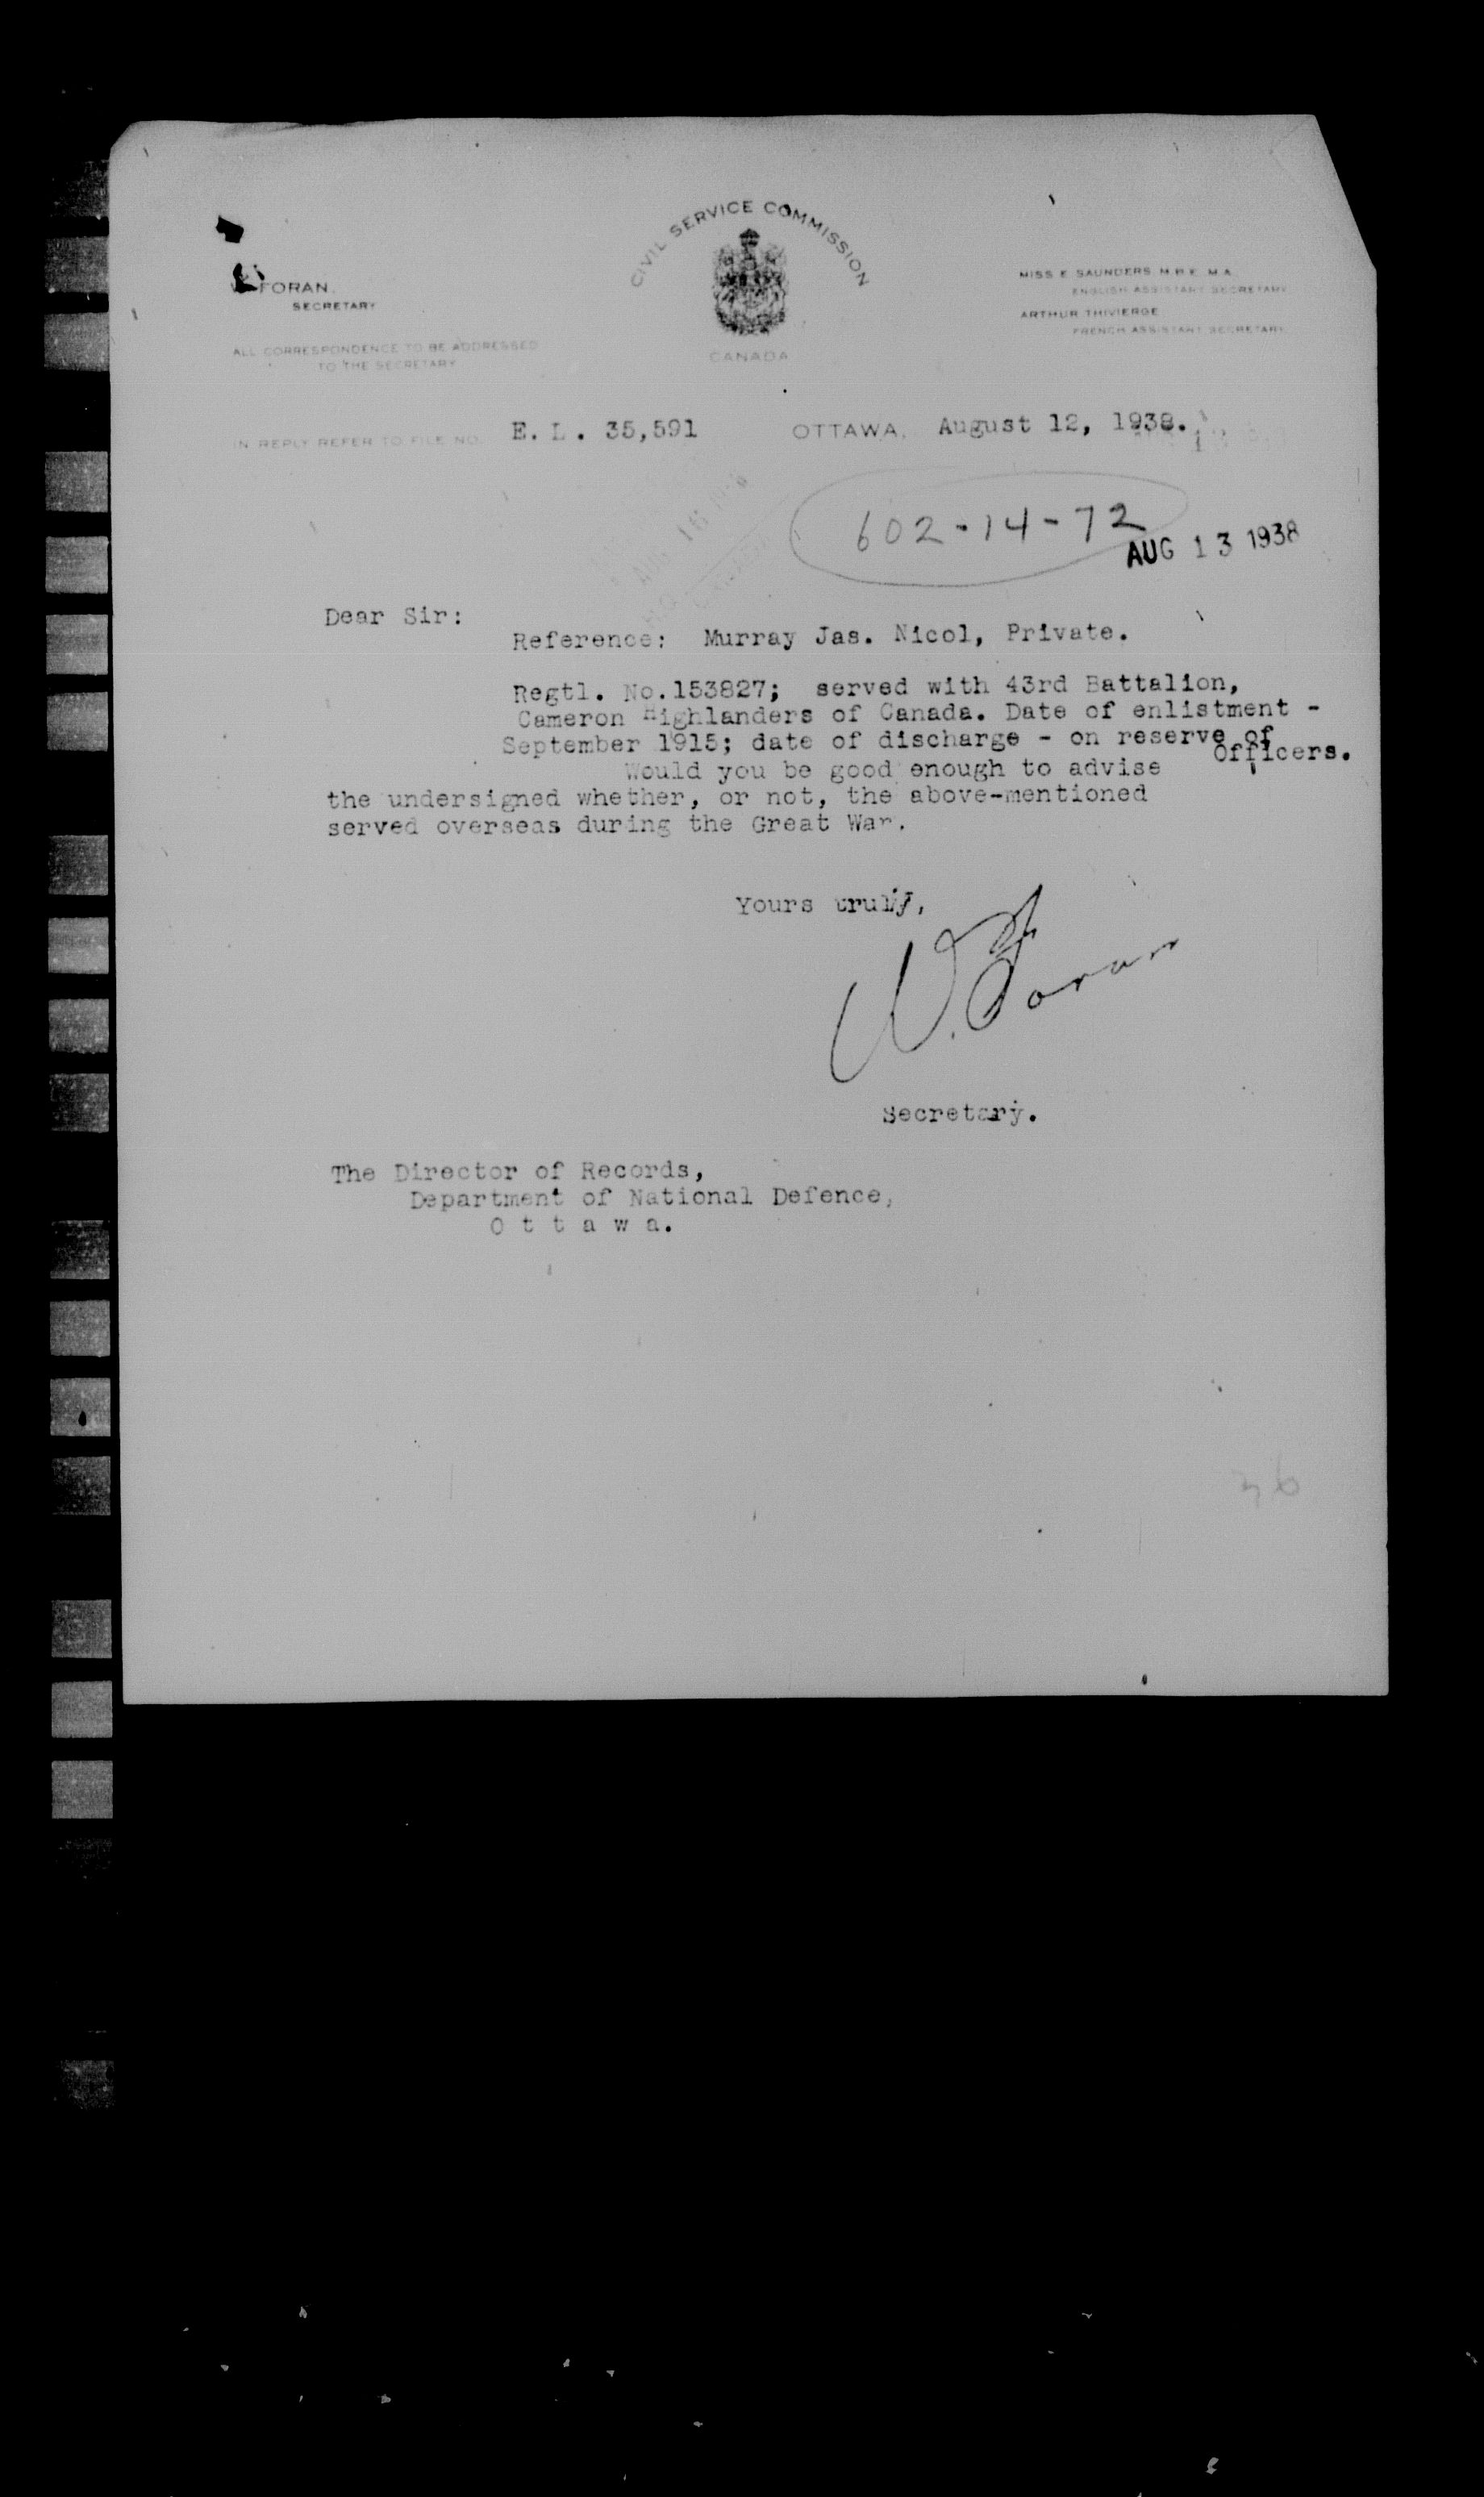 CIVIL SERVICE COMMISSION
CANADA
W. FORAN
SECRETARY
ALL CORRESPONDENCE TO BE ADDRESSED
TO THE SECRETARY
MISS E. SAUNDERS, M.B.E. M.A.
ENGLISH ASSISTANT SECRETARY
ARTHUR THIVIERGE
FRENCH ASSISTANT SECRETARY
IN REPLY REFER TO FILE NO. E. L. 35,591 OTTAWA, August 12, 1938.
602-14-72
AUG 13 1938
Dear Sir:
Reference: Murray Jas. Nicol, Private.
Regtl. No.153827; served with 43rd Battalion,
Cameron Highlanders of Canada. Date of enlistment -
September 1915; date of discharge - on reserve of
Officers.
Would you be good enough to advise
the undersigned whether, or not, the above-mentioned
served overseas during the Great War.
Yours truly,
W. Foran
Secretary.
The Director of Records,
Department of National Defence,
O t t a w a.